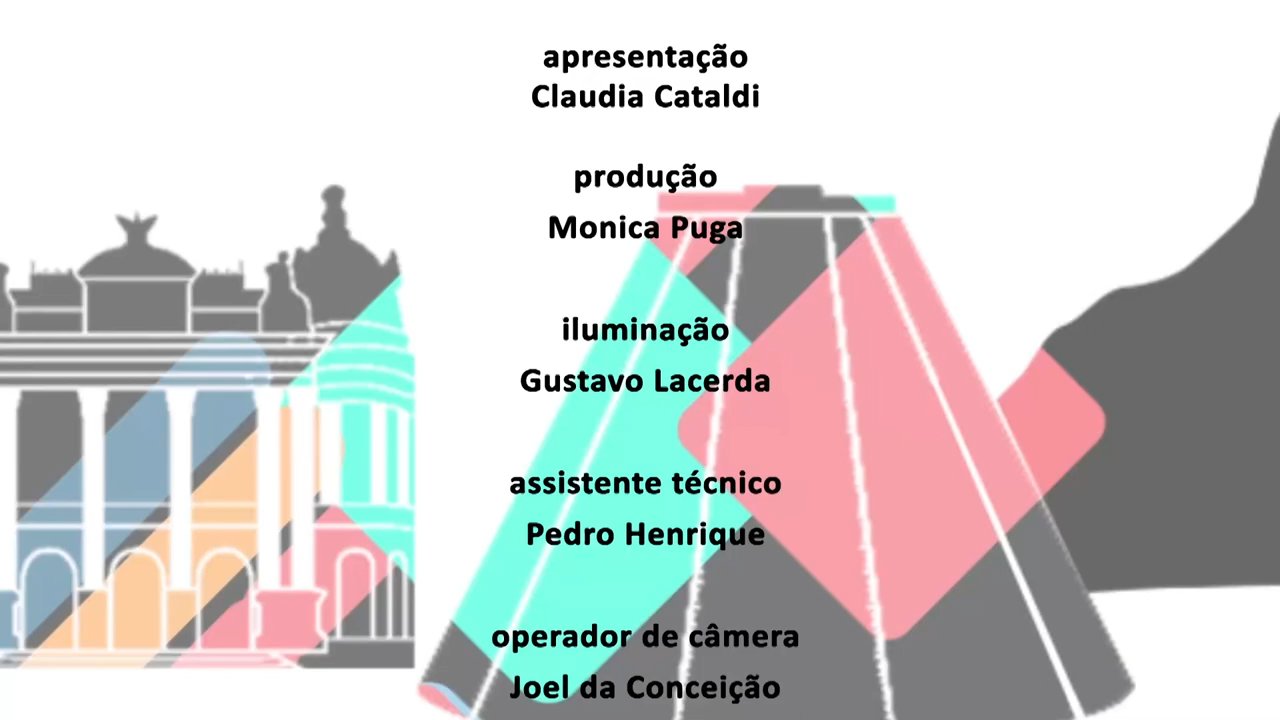 apresentação
Claudia Cataldi
produção
Monica Puga
iluminação
Gustavo Lacerda
assistente técnico
Pedro Henrique
operador de câmera
Joel da Conceição